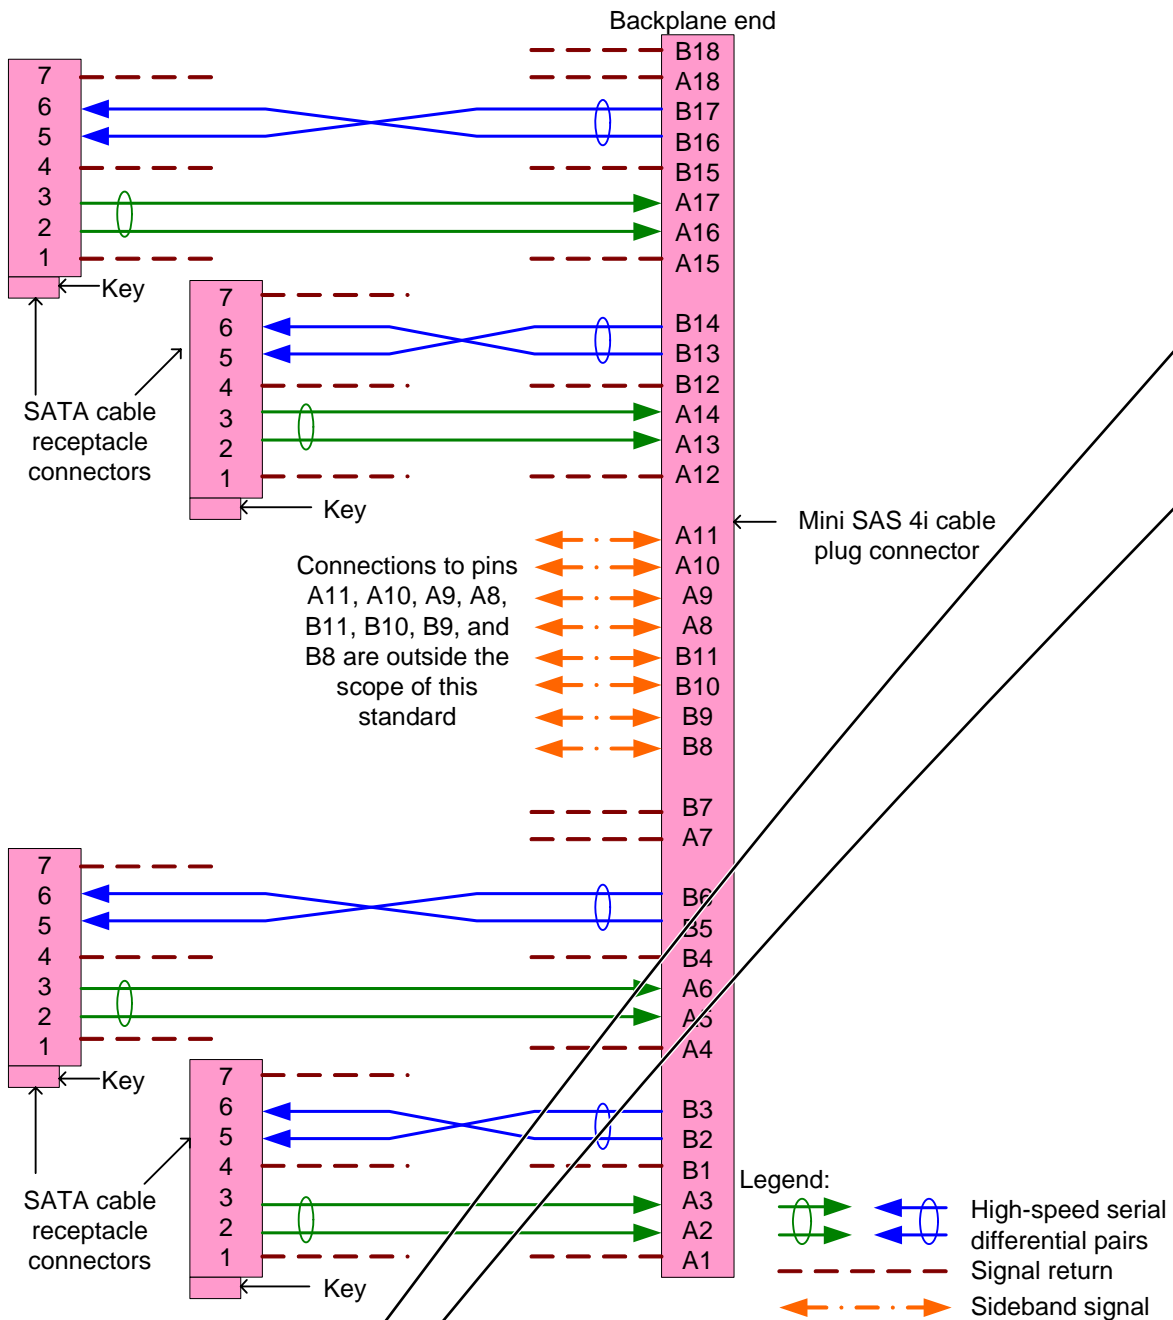 Backplane end
7
6
5
4
3
2
1
Key
SATA cable
receptacle
connectors
7
6
5
4
3
2
1
Key
B18
A18
B17
B16
B15
A17
A16
A15
B14
B13
B12
A14
A13
A12
A11
A10
A9
A8
B11
B10
B9
B8
B7
A7
B6
B5
B4
A6
A5
A4
B3
B2
B1
A3
A2
A1
Mini SAS 4i cable
plug connector
Connections to pins
A11, A10, A9, A8,
B11, B10, B9, and
B8 are outside the
scope of this
standard
7
6
5
4
3
2
1
Key
SATA cable
receptacle
connectors
7
6
5
4
3
2
1
Key
Legend:
High-speed serial
differential pairs
Signal return
Sideband signal